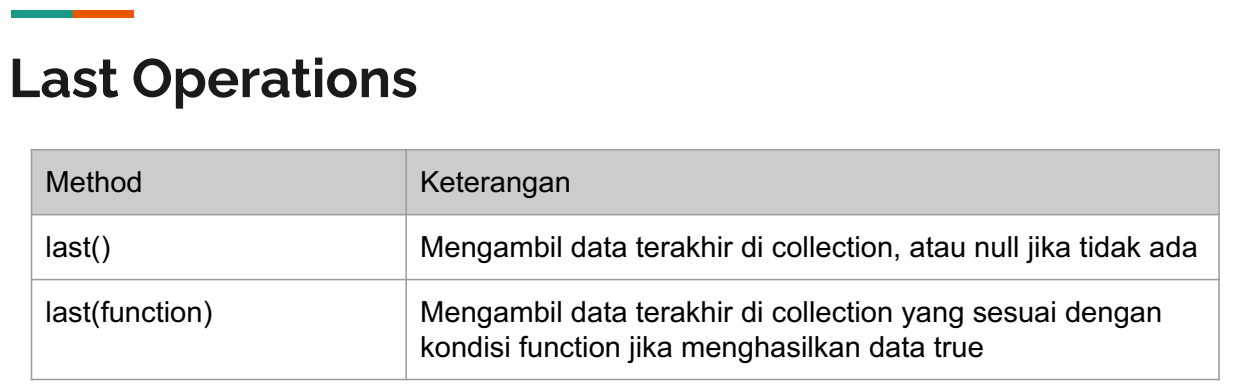 Last Operations
Method
Keterangan
last()
Mengambil data terakhir di collection, atau null jika tidak ada
last(function)
Mengambil data terakhir di collection yang sesuai dengan
kondisi function jika menghasilkan data true